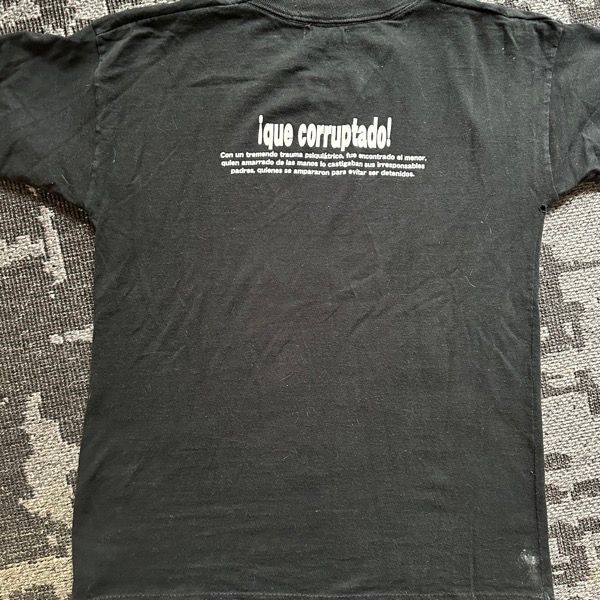 ¡que corruptado!
Con un tremendo trauma psiquiátrico, fue encontrado el menor,
quien amarrado de las manos lo castigaban sus irresponsables
padres, quienes se ampararon para evitar ser detenidos.